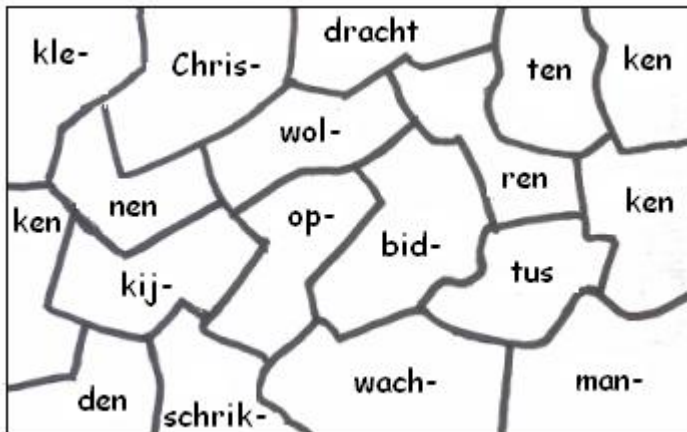 dracht
kle-
Chris-
ten
ken
wol-
ren
ken
nen
ken
op-
bid-
kij-
tus
wach-
man-
den
schrik-